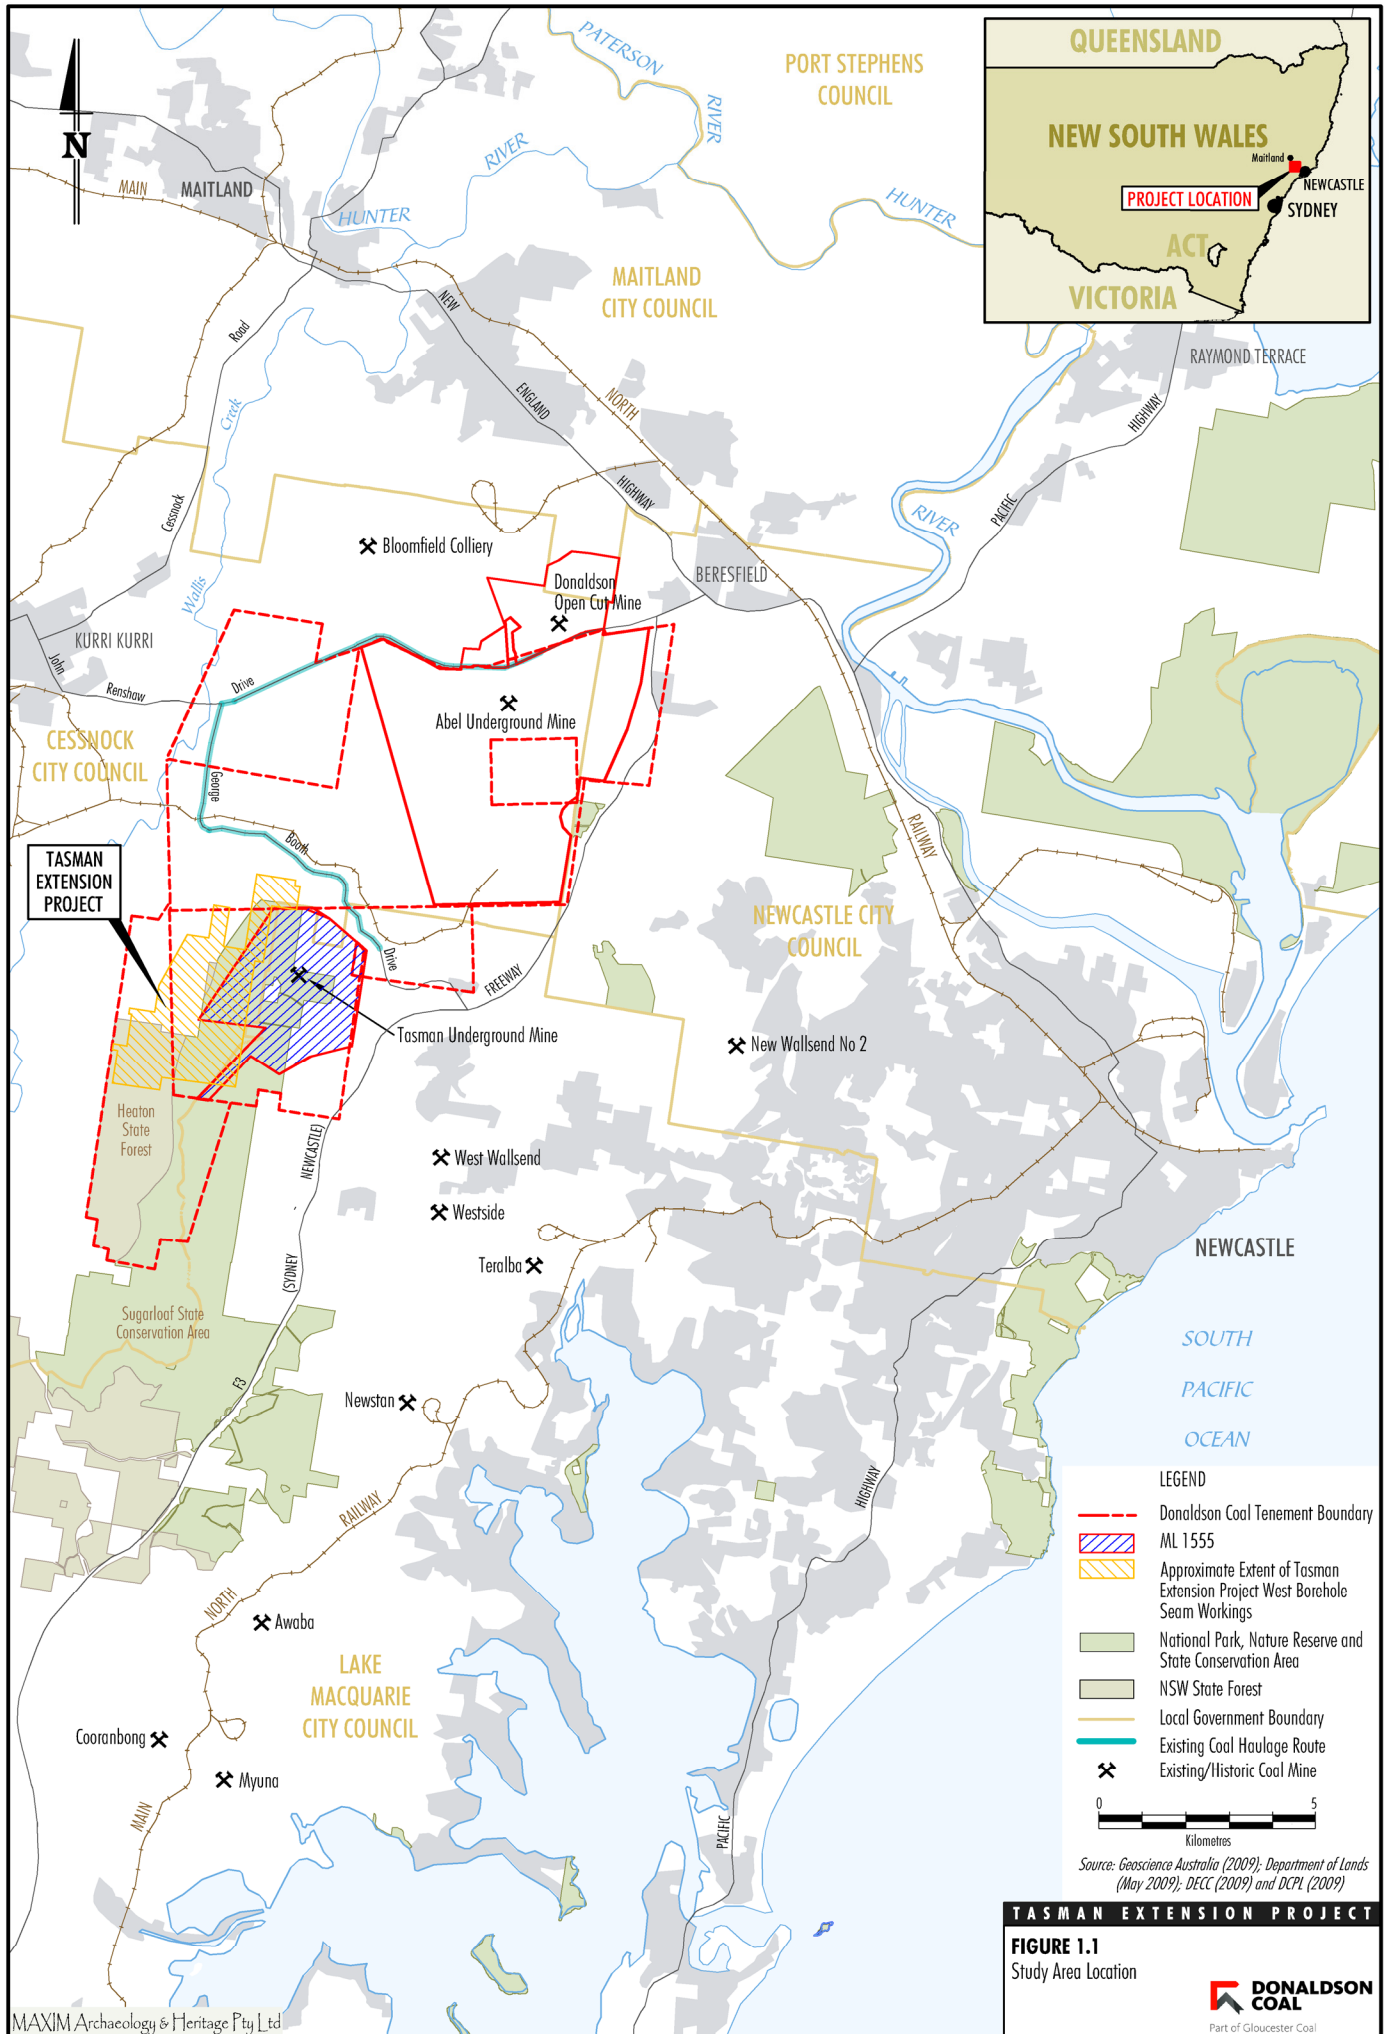 QUEENSLAND
NEW SOUTH WALES
Maitland
NEWCASTLE
PROJECT LOCATION
SYDNEY
ACT
VICTORIA
N
PATERSON
RIVER
PORT STEPHENS
COUNCIL
RIVER
HUNTER
HUNTER
MAIN
MAITLAND
MAITLAND
CITY COUNCIL
NEW
ENGLAND
HIGHWAY
NORTH
RAYMOND TERRACE
HIGHWAY
PACIFIC
RIVER
Road
Cessnock
Creek
Wallis
Bloomfield Colliery
Donaldson
Open Cut Mine
BERESFIELD
KURRI KURRI
John
Renshaw
Drive
Abel Underground Mine
CESSNOCK
CITY COUNCIL
George
Booth
Drive
RAILWAY
TASMAN
EXTENSION
PROJECT
NEWCASTLE CITY
COUNCIL
FREEWAY
Tasman Underground Mine
New Wallsend No 2
Heaton
State
Forest
NEWCASTLE)
West Wallsend
Westside
Teralba
(SYDNEY
NEWCASTLE
Sugarloaf State
Conservation Area
F3
SOUTH
PACIFIC
OCEAN
Newstan
RAILWAY
HIGHWAY
NORTH
Awaba
LAKE
MACQUARIE
CITY COUNCIL
Cooranbong
Myuna
MAIN
PACIFIC
LEGEND
Donaldson Coal Tenement Boundary
ML 1555
Approximate Extent of Tasman
Extension Project West Borehole
Seam Workings
National Park, Nature Reserve and
State Conservation Area
NSW State Forest
Local Government Boundary
Existing Coal Haulage Route
Existing/Historic Coal Mine
0 5
Kilometres
Source: Geoscience Australia (2009); Department of Lands
(May 2009); DECC (2009) and DCPL (2009)
TASMAN EXTENSION PROJECT
FIGURE 1.1
Study Area Location
DONALDSON
COAL
Part of Gloucester Coal
MAXIM Archaeology & Heritage Pty Ltd